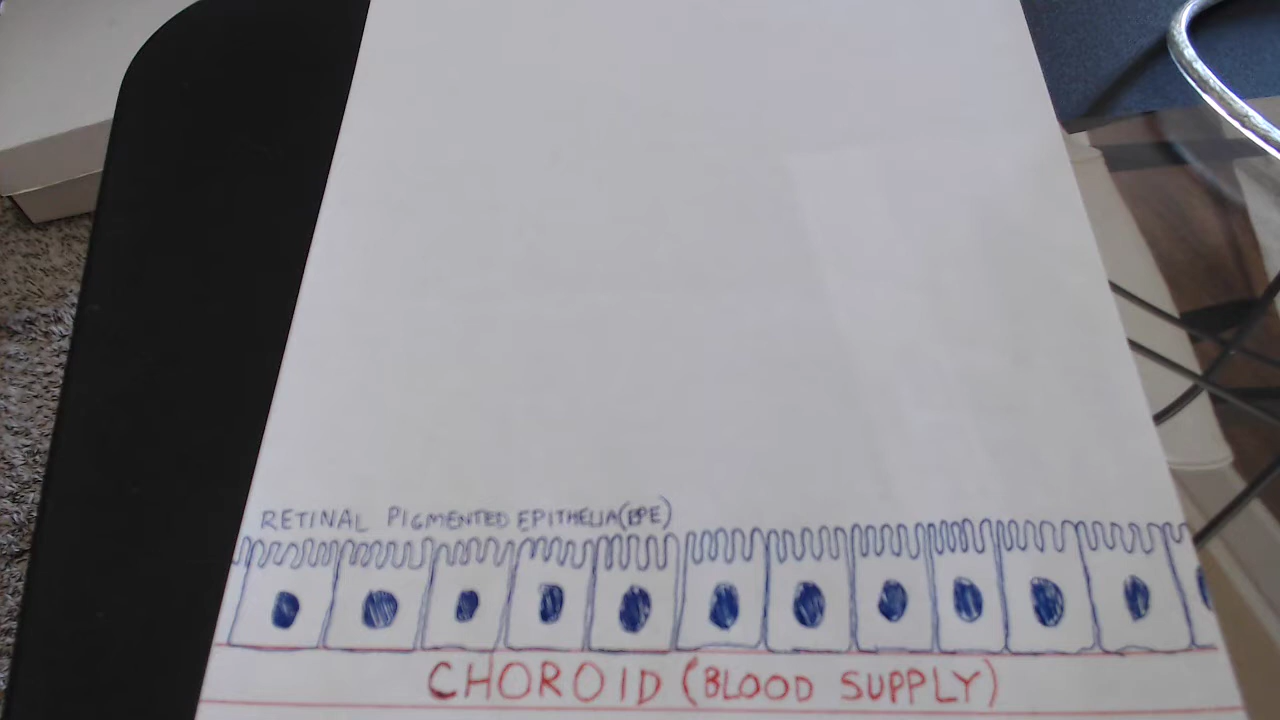 RETINAL PIGMENTED EPITHELIA (RPE)
CHOROID (BLOOD SUPPLY)